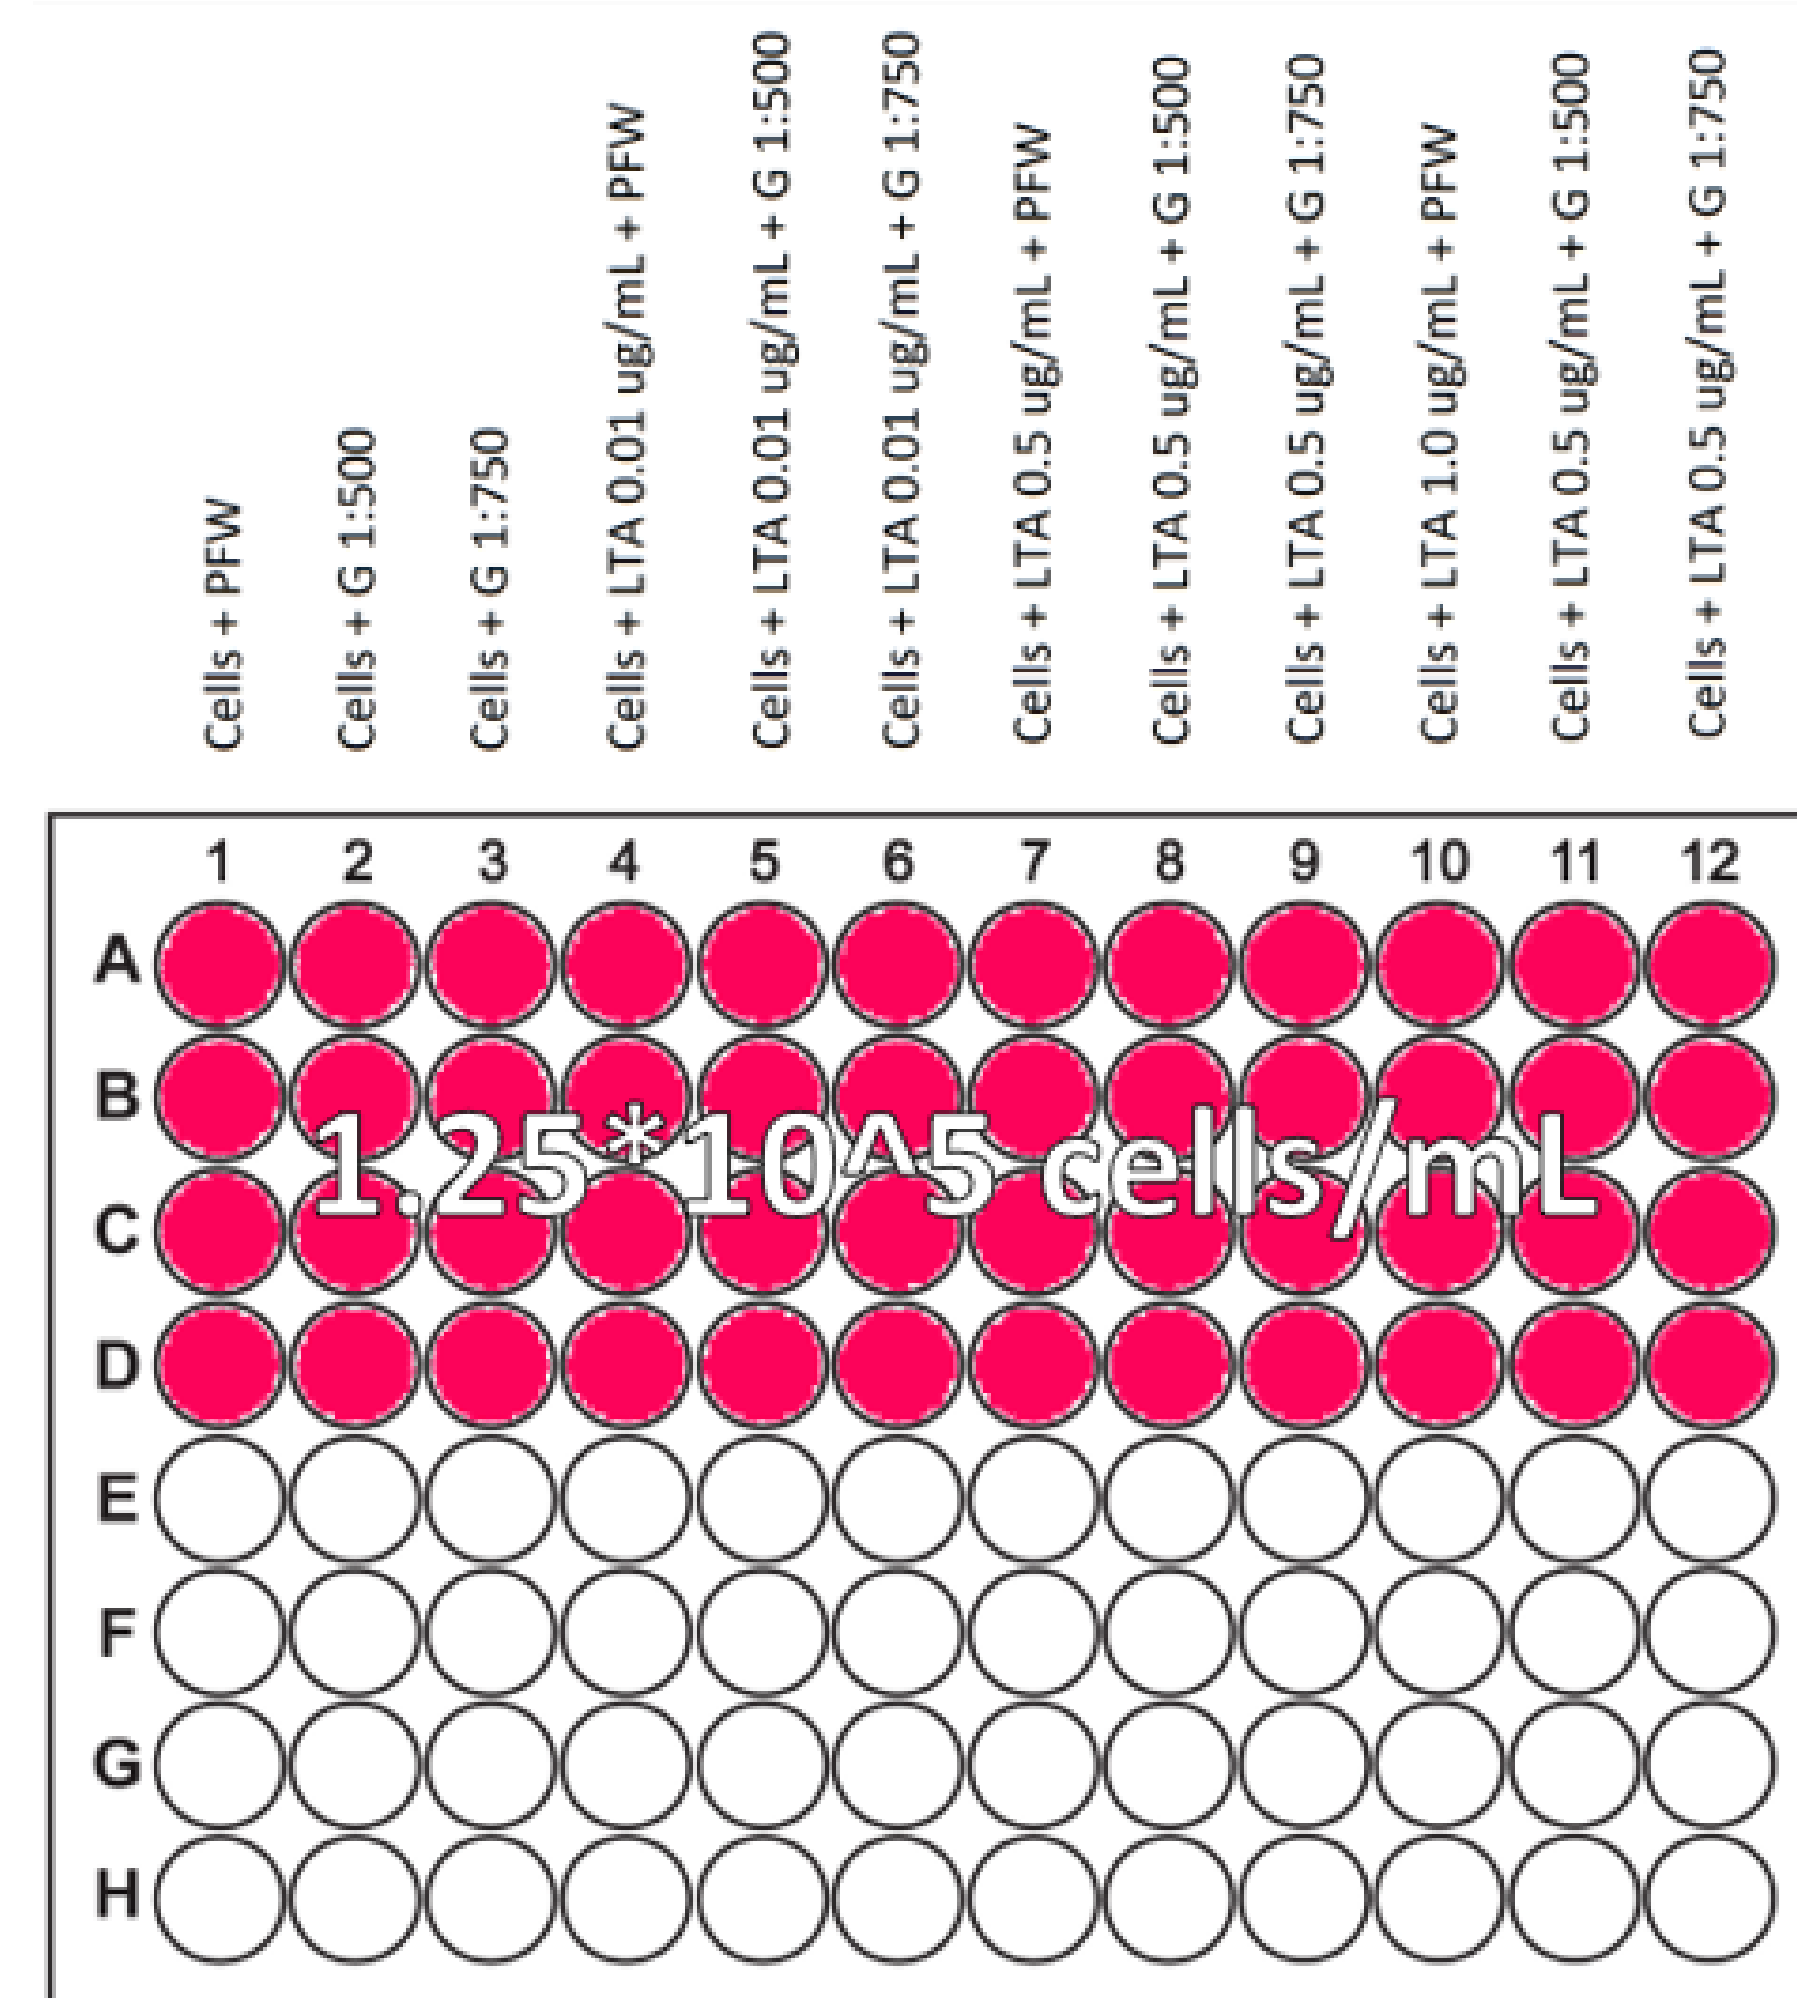 Cells + PFW
Cells + G 1:500
Cells + G 1:750
Cells + LTA 0.01 ug/mL + PFW
Cells + LTA 0.01 ug/mL + G 1:500
Cells + LTA 0.01 ug/mL + G 1:750
Cells + LTA 0.5 ug/mL + PFW
Cells + LTA 0.5 ug/mL + G 1:500
Cells + LTA 0.5 ug/mL + G 1:750
Cells + LTA 1.0 ug/mL + PFW
Cells + LTA 0.5 ug/mL + G 1:500
Cells + LTA 0.5 ug/mL + G 1:750
1 2 3 4 5 6 7 8 9 10 11 12
A
B
1.25*10^5 cells/mL
C
D
E
F
G
H